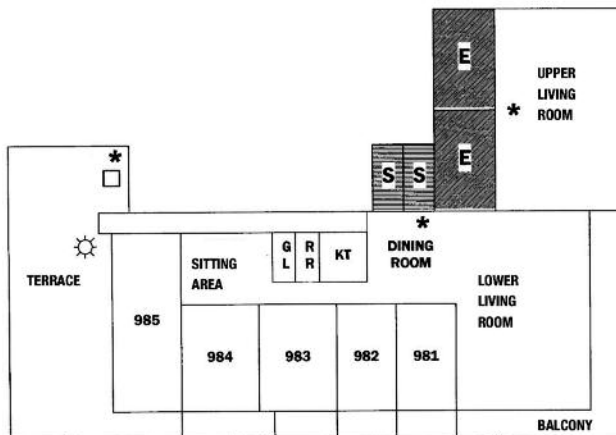 E
UPPER
LIVING
ROOM
*
E
*
S S
*
G
L
R
R
KT
DINING
ROOM
SITTING
AREA
TERRACE
LOWER
LIVING
ROOM
985
984
983
982
981
BALCONY